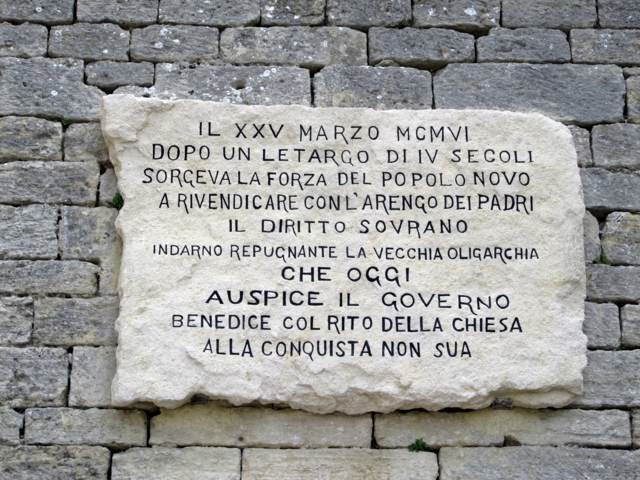 IL XXV MARZO MCMVI
DOPO UN LETARGO DI IV SECOLI
SORGEVA LA FORZA DEL POPOLO NOVO
A RIVENDICARE CON L'ARENGO DEI PADRI
IL DIRITTO SOVRANO
INDARNO REPUGNANTE LA VECCHIA OLIGARCHIA
CHE OGGI
AUSPICE IL GOVERNO
BENEDICE COL RITO DELLA CHIESA
ALLA CONQUISTA NON SUA